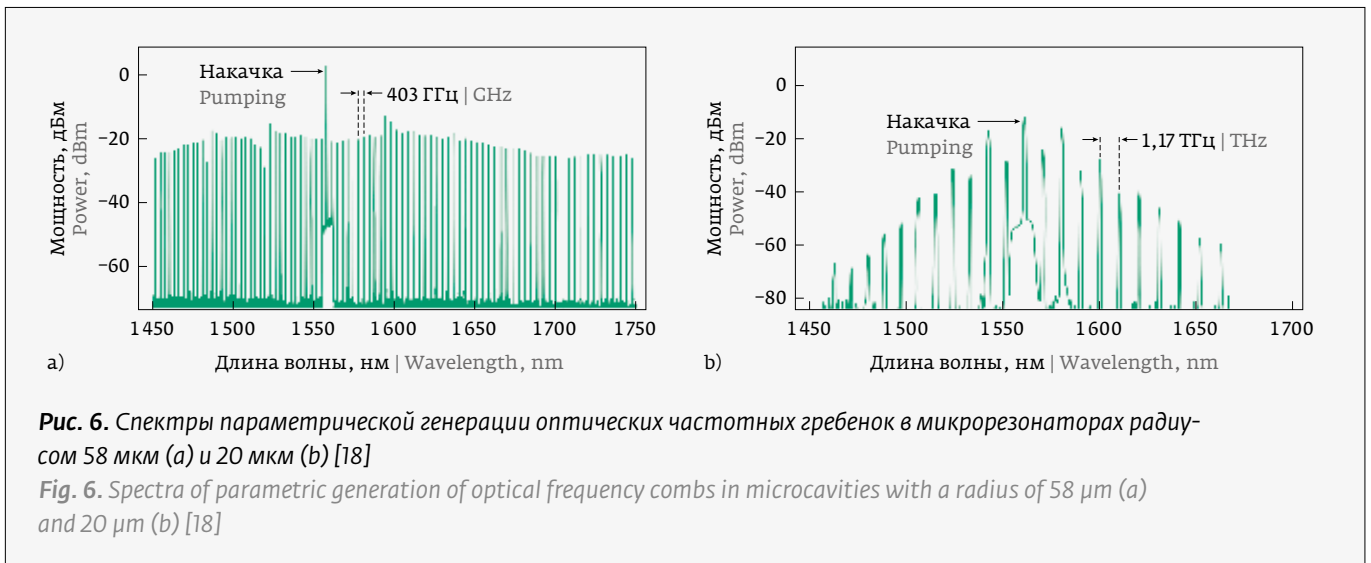 Мощность, дБм
Power, dBm
0
−20
−40
−60
Накачка
Pumping
403 ГГц | GHz
1450 1500 1550 1600 1650 1700 1750
a)
Длина волны, нм | Wavelength, nm
Мощность, дБм
Power, dBm
0
−20
−40
−60
−80
Накачка
Pumping
1,17 ТГц | THz
1450 1500 1550 1600 1650 1700
b)
Длина волны, нм | Wavelength, nm
Рис. 6. Спектры параметрической генерации оптических частотных гребенок в микрорезонаторах радиу-
сом 58 мкм (a) и 20 мкм (b) [18]
Fig. 6. Spectra of parametric generation of optical frequency combs in microcavities with a radius of 58 µm (a)
and 20 µm (b) [18]